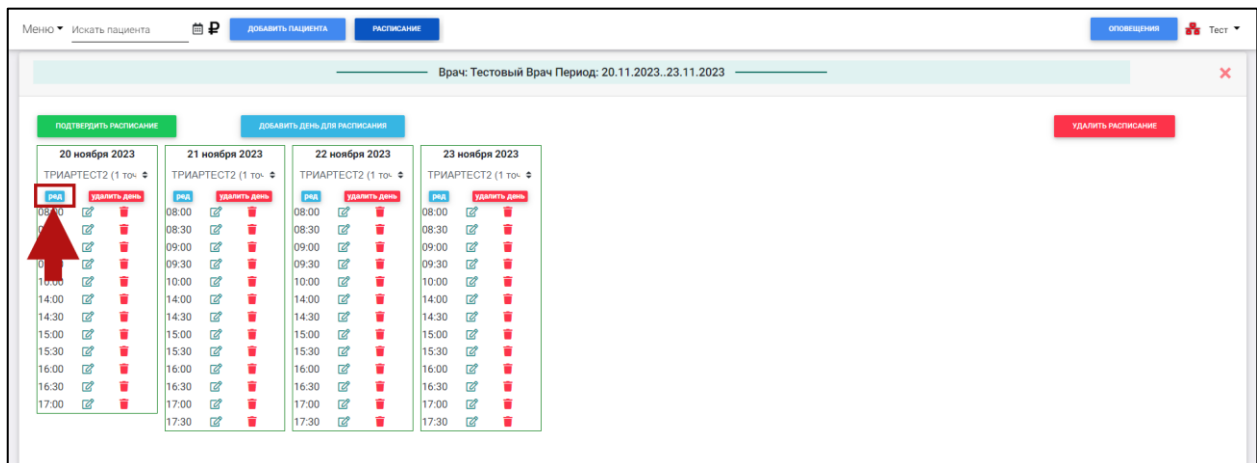 Меню Искать пациента ДОБАВИТЬ ПАЦИЕНТА РАСПИСАНИЕ ОПОВЕЩЕНИЯ Тест
Врач: Тестовый Врач Период: 20.11.2023..23.11.2023
ПОДТВЕРДИТЬ РАСПИСАНИЕ ДОБАВИТЬ ДЕНЬ ДЛЯ РАСПИСАНИЯ УДАЛИТЬ РАСПИСАНИЕ
20 ноября 2023 21 ноября 2023 22 ноября 2023 23 ноября 2023
ТРИАРТЕСТ2 (1 точ ТРИАРТЕСТ2 (1 точ ТРИАРТЕСТ2 (1 точ ТРИАРТЕСТ2 (1 точ
ред удалить день ред удалить день ред удалить день ред удалить день
08:00 08:00 08:00
08:30 08:30 08:30
09:00 09:00 09:00
09:30 09:30 09:30
10:00 10:00 10:00 10:00
14:00 14:00 14:00 14:00
14:30 14:30 14:30 14:30
15:00 15:00 15:00 15:00
15:30 15:30 15:30 15:30
16:00 16:00 16:00 16:00
16:30 16:30 16:30 16:30
17:00 17:00 17:00 17:00
17:30 17:30 17:30